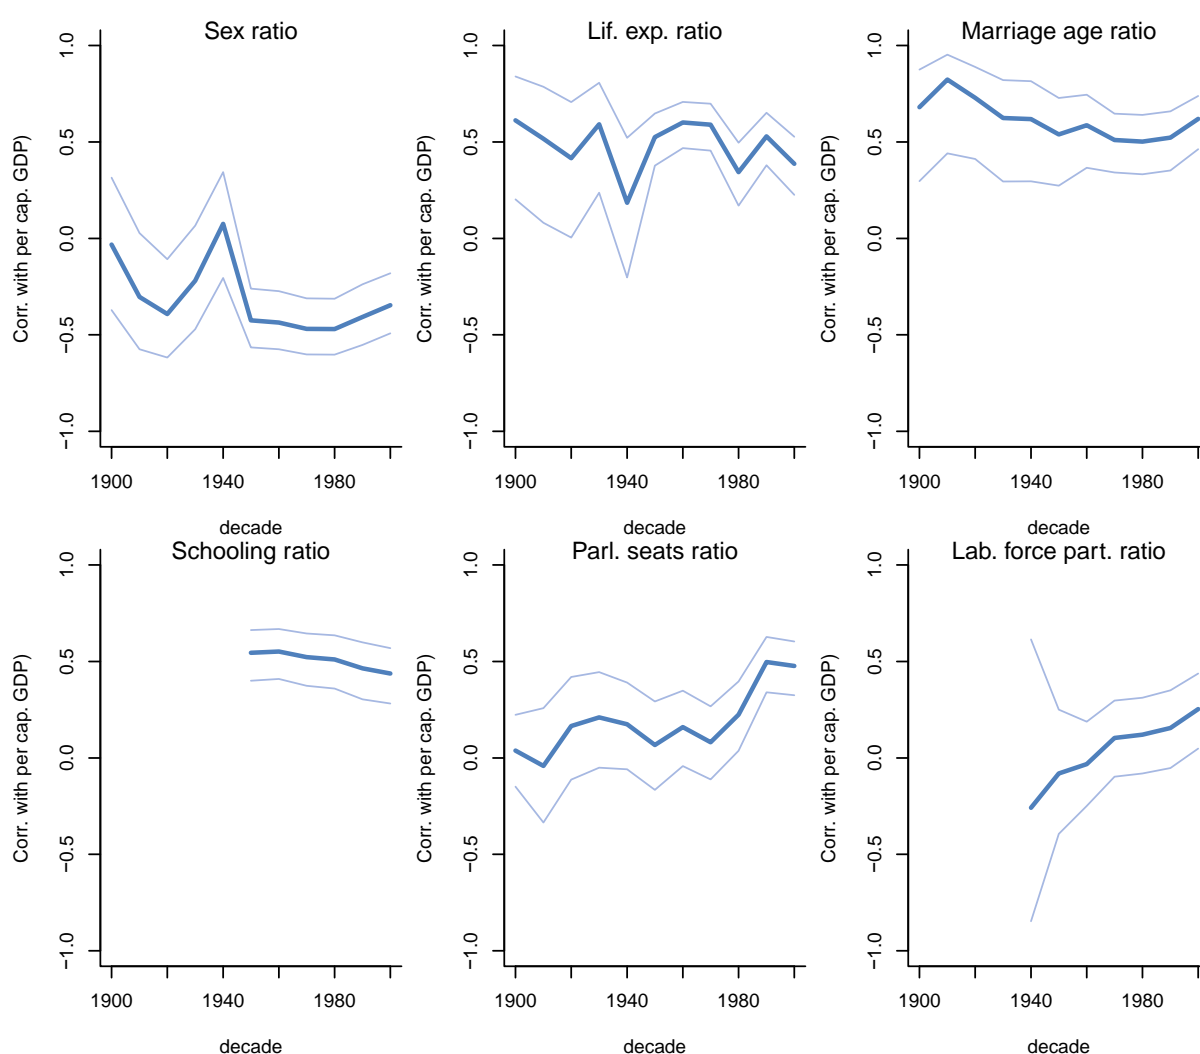 Sex ratio
Corr. with per cap. GDP)
1.0
0.5
0.0
−0.5
−1.0
1900 1940 1980
decade
Lif. exp. ratio
Corr. with per cap. GDP)
1.0
0.5
0.0
−0.5
−1.0
1900 1940 1980
decade
Marriage age ratio
Corr. with per cap. GDP)
1.0
0.5
0.0
−0.5
−1.0
1900 1940 1980
decade
Schooling ratio
Corr. with per cap. GDP)
1.0
0.5
0.0
−0.5
−1.0
1900 1940 1980
decade
Parl. seats ratio
Corr. with per cap. GDP)
1.0
0.5
0.0
−0.5
−1.0
1900 1940 1980
decade
Lab. force part. ratio
Corr. with per cap. GDP)
1.0
0.5
0.0
−0.5
−1.0
1900 1940 1980
decade